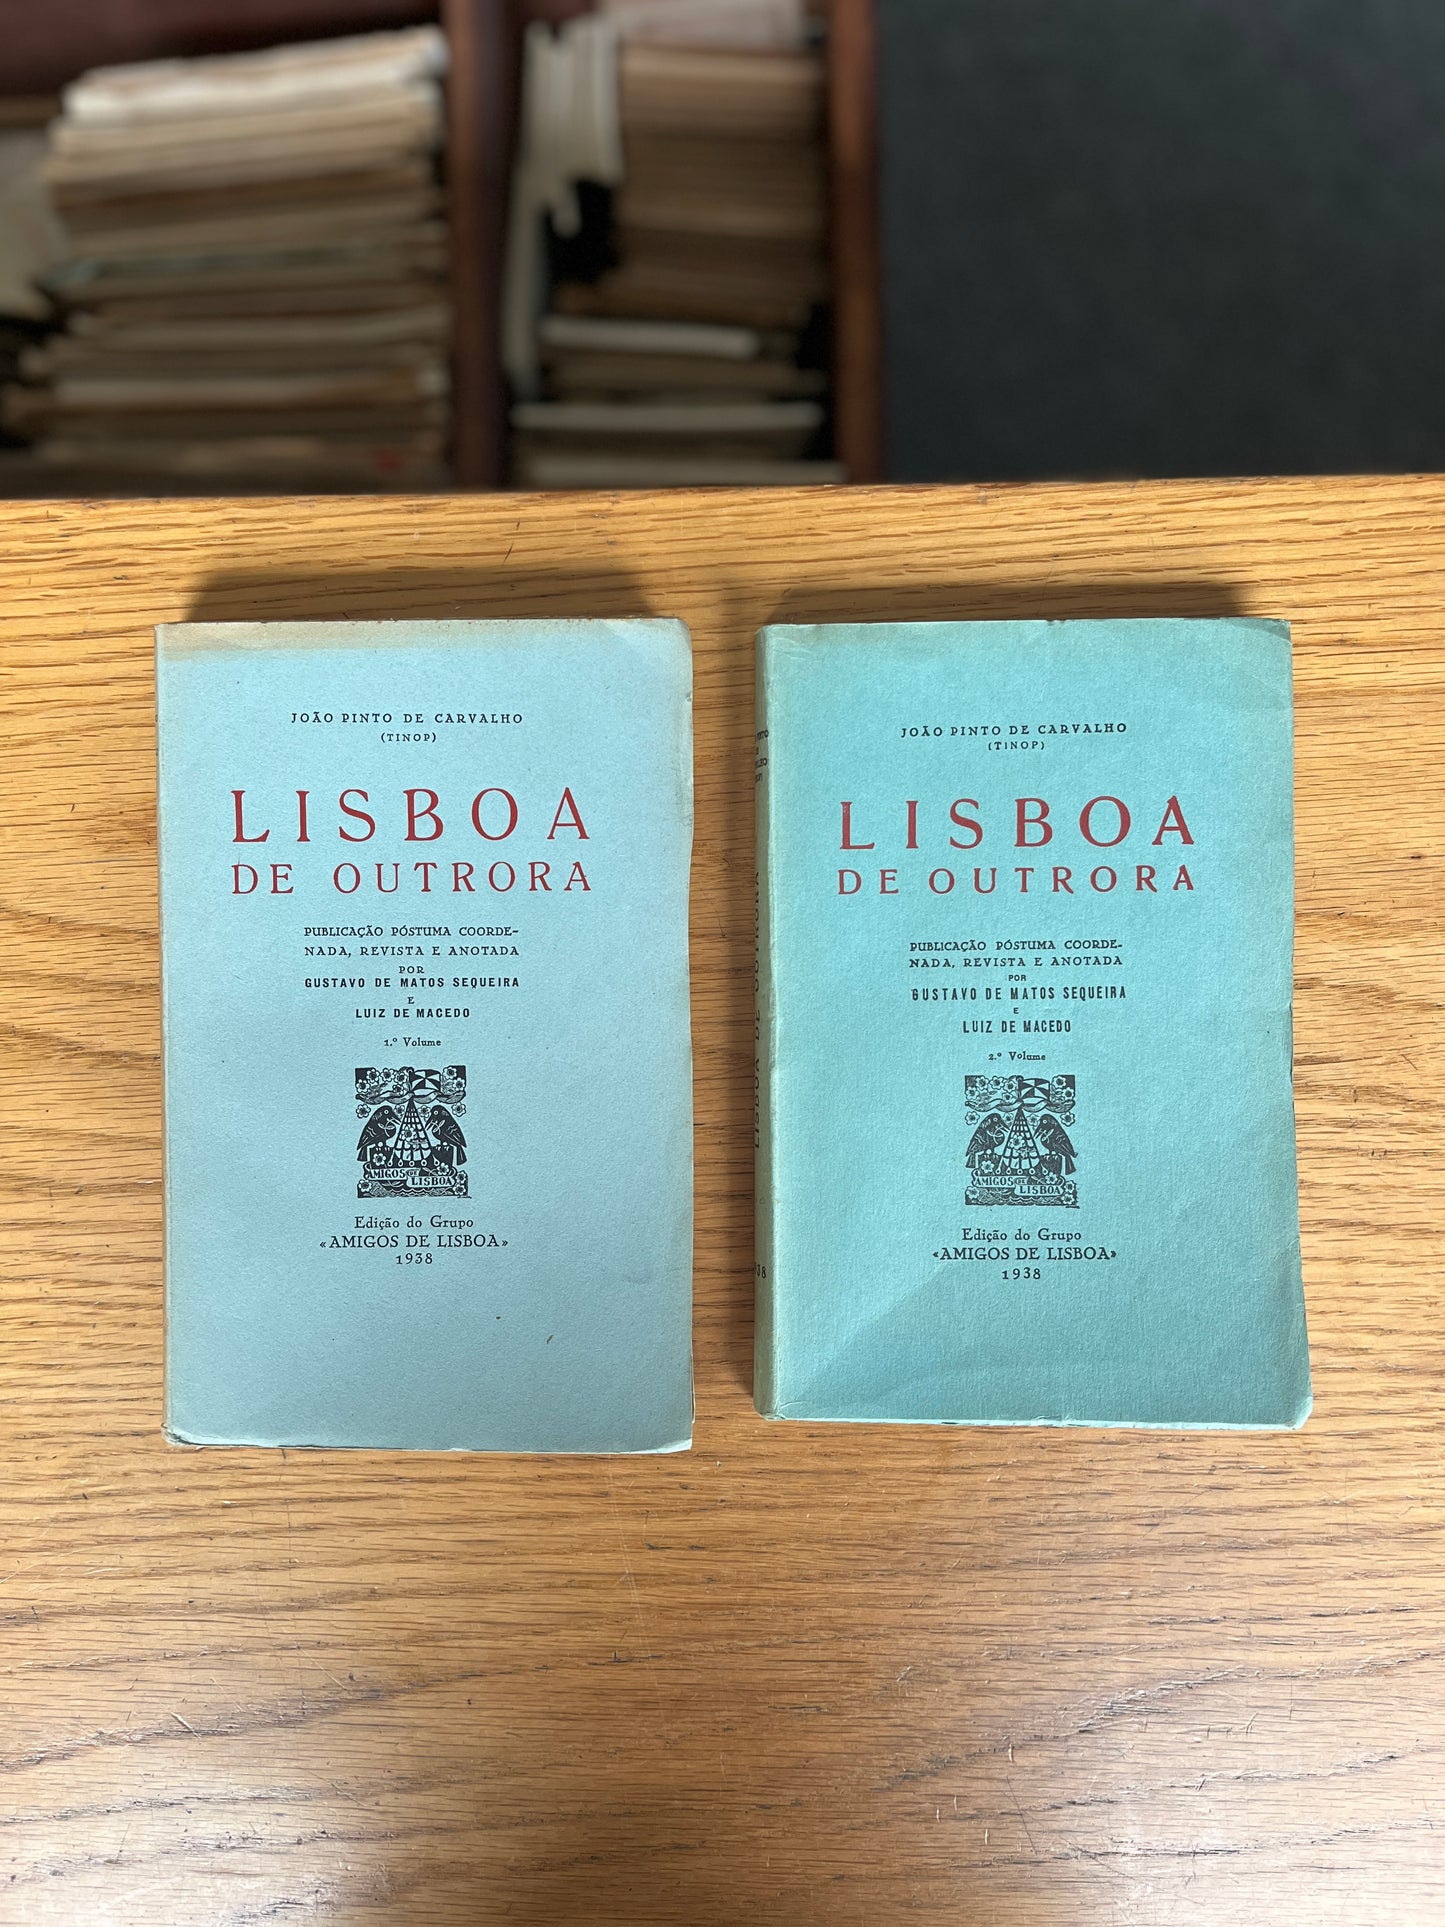 JOÃO PINTO DE CARVALHO
(TINOP)
LISBOA
DE OUTRORA
PUBLICAÇÃO PÓSTUMA COORDE-
NADA, REVISTA E ANOTADA
POR
GUSTAVO DE MATOS SEQUEIRA
E
LUIZ DE MACEDO
1.º Volume
AMIGOS DE
LISBOA
Edição do Grupo
«AMIGOS DE LISBOA»
1938
JOÃO PINTO DE CARVALHO
(TINOP)
LISBOA
DE OUTRORA
PUBLICAÇÃO PÓSTUMA COORDE-
NADA, REVISTA E ANOTADA
POR
GUSTAVO DE MATOS SEQUEIRA
E
LUIZ DE MACEDO
2.º Volume
AMIGOS DE
LISBOA
Edição do Grupo
«AMIGOS DE LISBOA»
1938
LISBOA DE OUTRORA